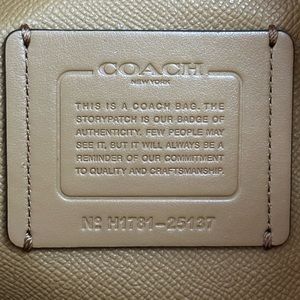 COACH
NEW YORK
THIS IS A COACH BAG. THE
STORYPATCH IS OUR BADGE OF
AUTHENTICITY. FEW PEOPLE MAY
SEE IT, BUT IT WILL ALWAYS BE A
REMINDER OF OUR COMMITMENT
TO QUALITY AND CRAFTSMANSHIP.
Nº H1781-25137